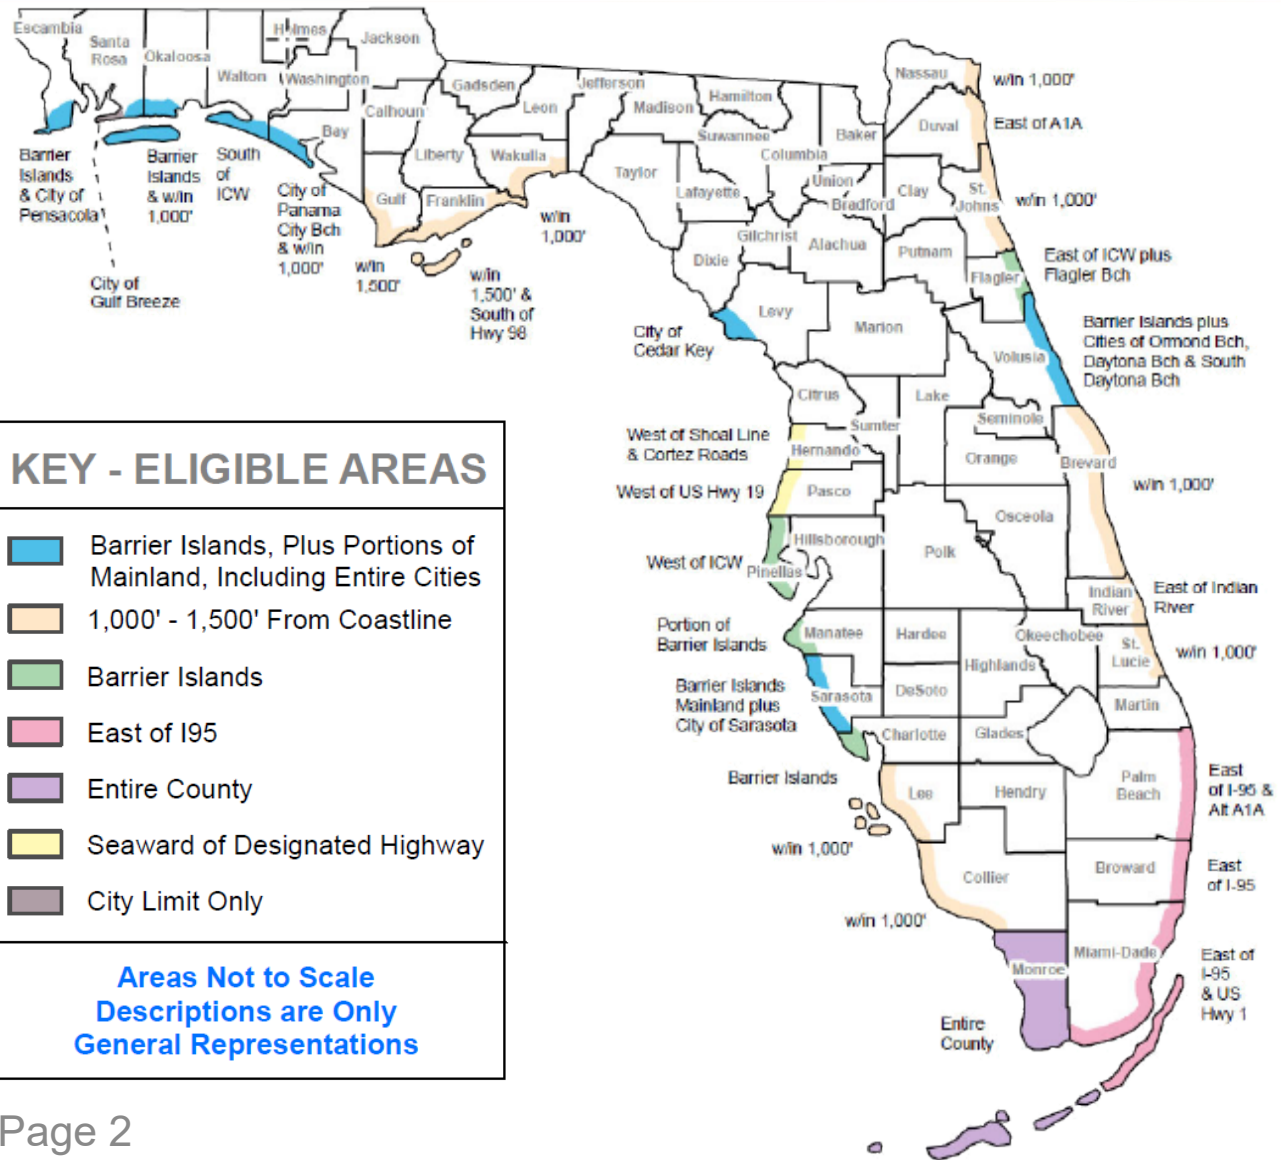 Escambia
Santa
Rosa
Okaloosa
Walton
Holmes
Washington
Jackson
Bay
Calhoun
Gulf
Liberty
Gadsden
Franklin
Leon
Wakulla
Jefferson
Madison
Taylor
Hamilton
Suwannee
Lafayette
Columbia
Dixie
Gilchrist
Union
Bradford
Baker
Alachua
Levy
Nassau
Duval
Clay
St.
Johns
Putnam
Flagler
Marion
Volusia
Citrus
Sumter
Lake
Seminole
Hernando
Orange
Brevard
Pasco
Hillsborough
Pinellas
Polk
Osceola
Indian
River
Manatee
Hardee
Okeechobee
St.
Lucie
Highlands
Sarasota
DeSoto
Martin
Charlotte
Glades
Lee
Hendry
Palm
Beach
Collier
Broward
Monroe
Miami-Dade
Barrier
Islands
& City of
Pensacola
City of
Gulf Breeze
Barrier
Islands
& w/in
1,000'
South
of
ICW
City of
Panama
City Bch
& w/in
1,000'
w/in
1,500'
w/in
1,500' &
South of
Hwy 98
w/in
1,000'
City of
Cedar Key
w/in 1,000'
East of A1A
w/in 1,000'
East of ICW plus
Flagler Bch
Barrier Islands plus
Cities of Ormond Bch,
Daytona Bch & South
Daytona Bch
West of Shoal Line
& Cortez Roads
West of US Hwy 19
West of ICW
w/in 1,000'
East of Indian
River
w/in 1,000'
Portion of
Barrier Islands
Barrier Islands
Mainland plus
City of Sarasota
Barrier Islands
w/in 1,000'
w/in 1,000'
East
of I-95 &
Alt A1A
East
of I-95
East of
I-95
& US
Hwy 1
Entire
County
KEY - ELIGIBLE AREAS
Barrier Islands, Plus Portions of
Mainland, Including Entire Cities
1,000' - 1,500' From Coastline
Barrier Islands
East of I95
Entire County
Seaward of Designated Highway
City Limit Only
Areas Not to Scale
Descriptions are Only
General Representations
Page 2